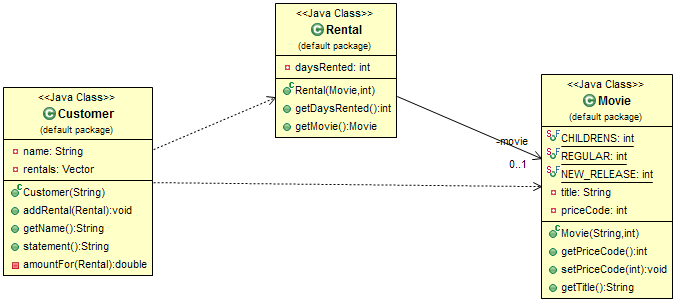 <<Java Class>>
Rental
(default package)
daysRented: int
Rental(Movie,int)
getDaysRented():int
getMovie():Movie
<<Java Class>>
Customer
(default package)
name: String
rentals: Vector
Customer(String)
addRental(Rental):void
getName():String
statement():String
amountFor(Rental):double
-movie
0..1
<<Java Class>>
Movie
(default package)
CHILDRENS: int
REGULAR: int
NEW_RELEASE: int
title: String
priceCode: int
Movie(String,int)
getPriceCode():int
setPriceCode(int):void
getTitle():String